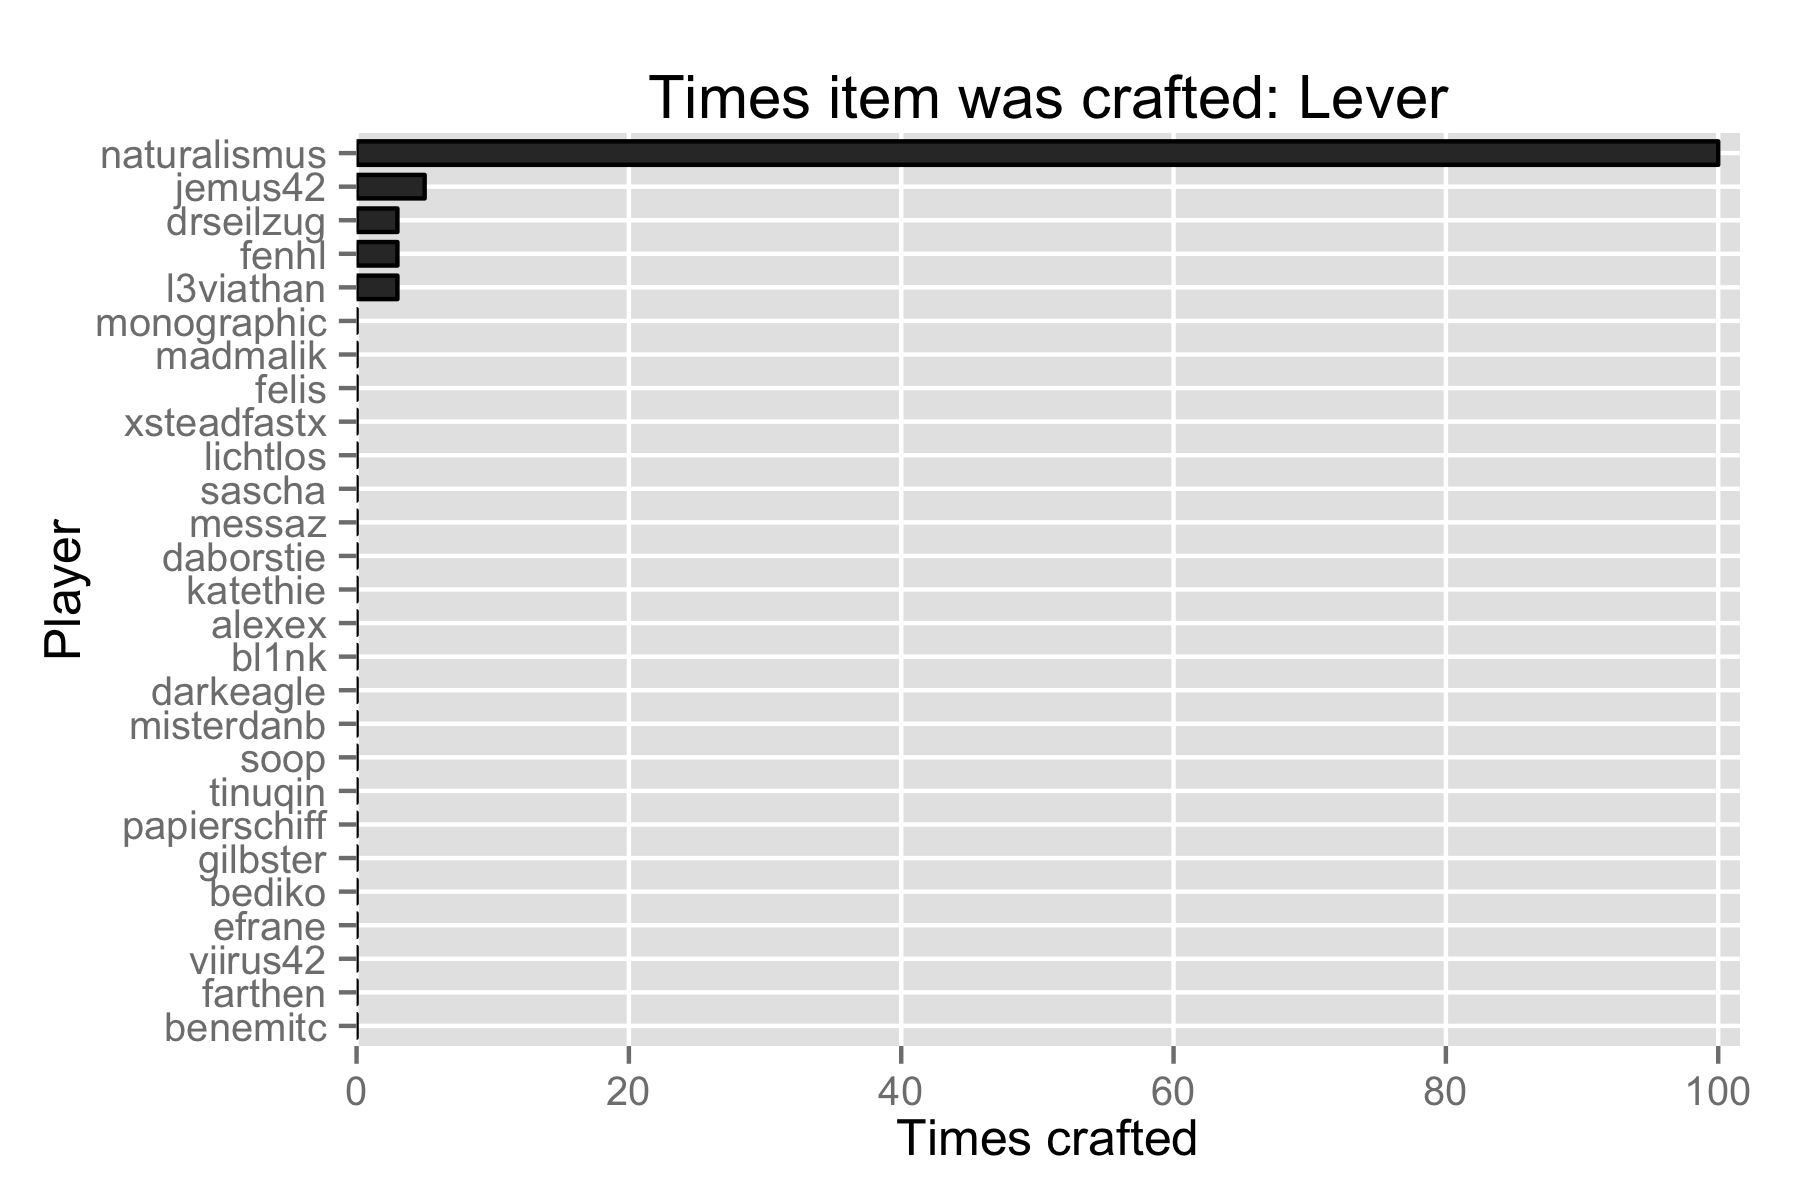 Times item was crafted: Lever
naturalismus
jemus42
drseilzug
fenhl
l3viathan
monographic
madmalik
felis
xsteadfastx
lichtlos
sascha
messaz
daborstie
katethie
alexex
bl1nk
darkeagle
misterdanb
soop
tinuqin
papierschiff
gilbster
bediko
efrane
viirus42
farthen
benemitc
Player
0 20 40 60 80 100
Times crafted